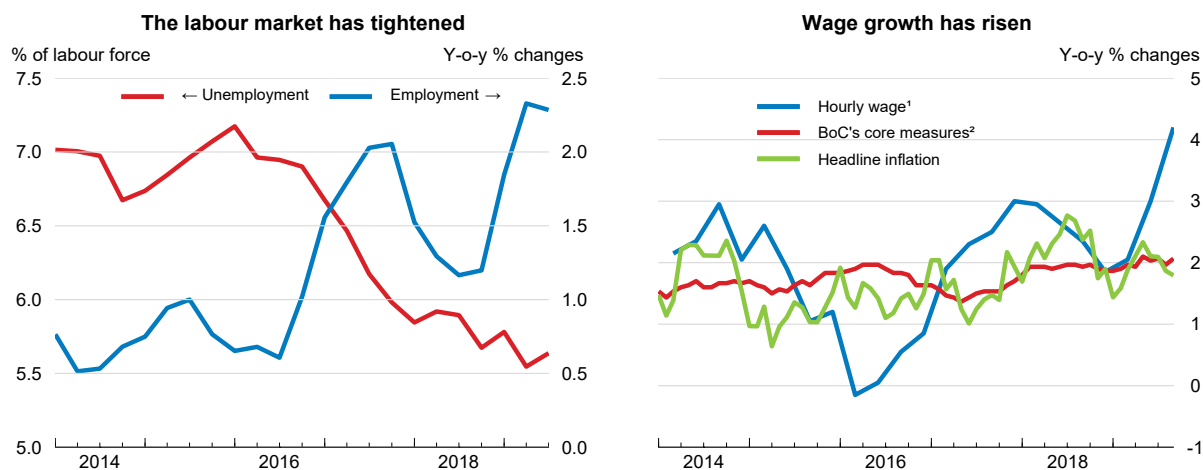 The labour market has tightened
% of labour force Y-o-y % changes
7.5 2.5
← Unemployment Employment →
7.0 2.0
6.5 1.5
6.0 1.0
5.5 0.5
5.0 0.0
2014 2016 2018
Wage growth has risen
Y-o-y % changes
5
Hourly wage¹
BoC's core measures²
Headline inflation
4
3
2
1
0
-1
2014 2016 2018